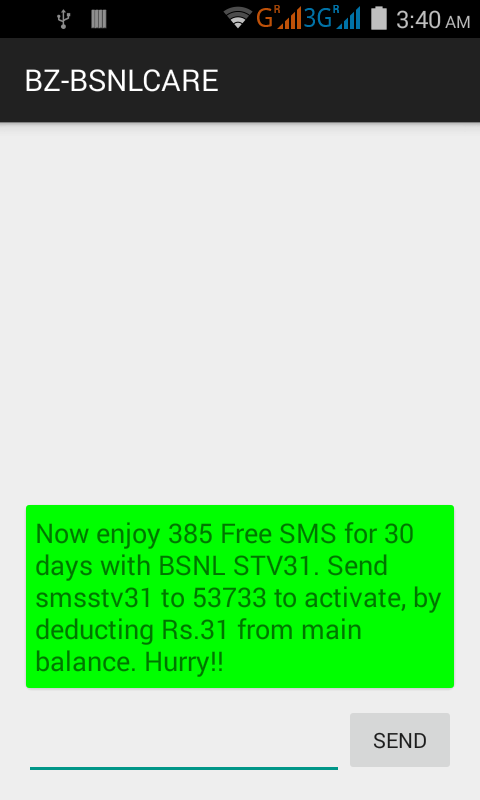 G R 3G R 3:40 AM
BZ-BSNLCARE
Now enjoy 385 Free SMS for 30
days with BSNL STV31. Send
smsstv31 to 53733 to activate, by
deducting Rs.31 from main
balance. Hurry!!
SEND